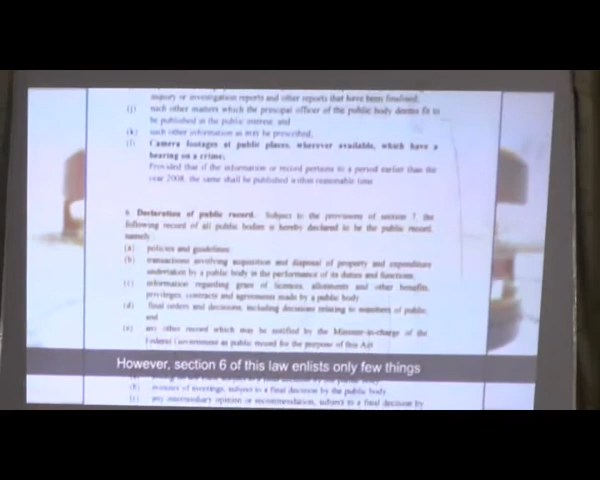 inquiry or investigation reports and other reports that have been finalised,
(j) such other matters which the principal officer of the public body deems fit to
be published in the public interest, and
(k) such other information as may be prescribed,
(l) Camera footages at public places, wherever available, which have a
bearing on a crime;
Provided that if the information or record pertains to a period earlier than the
year 2008, the same shall be published within reasonable time
6 Declaration of public record. Subject to the provisions of section 7, the
following record of all public bodies is hereby declared to be the public record,
namely
(a) policies and guidelines
(b) transactions involving acquisition and disposal of property and expenditure
undertaken by a public body in the performance of its duties and functions,
(c) information regarding grant of licences, allotments and other benefits,
privileges, contracts and agreements made by a public body
(d) final orders and decisions, including decisions relating to members of public,
and
(e) any other record which may be notified by the Minister-in-charge of the
Federal Government as public record for the purpose of this Act
However, section 6 of this law enlists only few things
minutes of meetings, subject to a final decision by the public body
any intermediary opinion or recommendation, subject to a final decision by